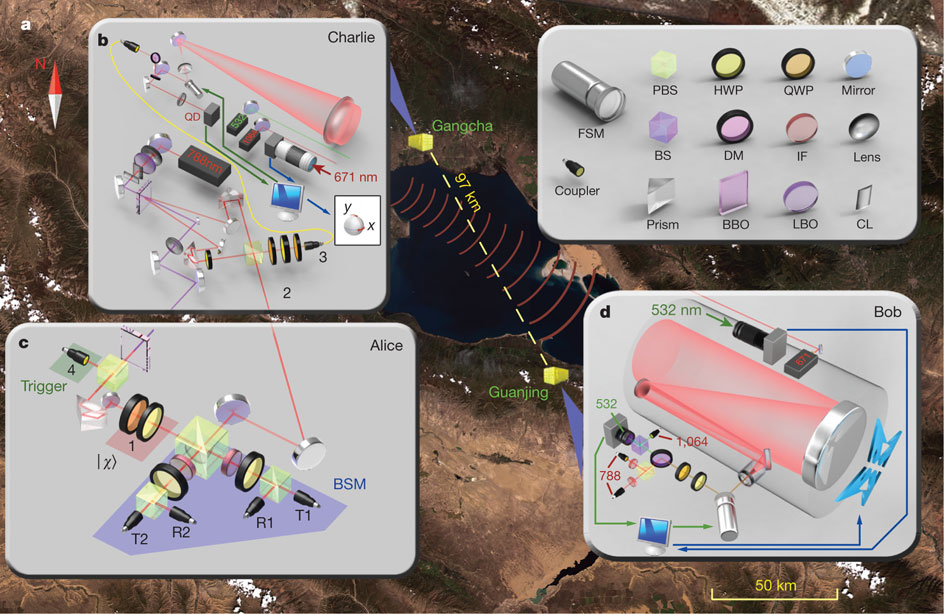 a
N
b
Charlie
QD
532
788nm
671 nm
y
x
3
2
Gangcha
97 km
Guanjing
FSM
PBS
HWP
QWP
Mirror
BS
DM
IF
Lens
Coupler
Prism
BBO
LBO
CL
c
Alice
4
Trigger
1
|χ⟩
BSM
T2
R2
R1
T1
d
Bob
532 nm
671
532
1,064
788
50 km